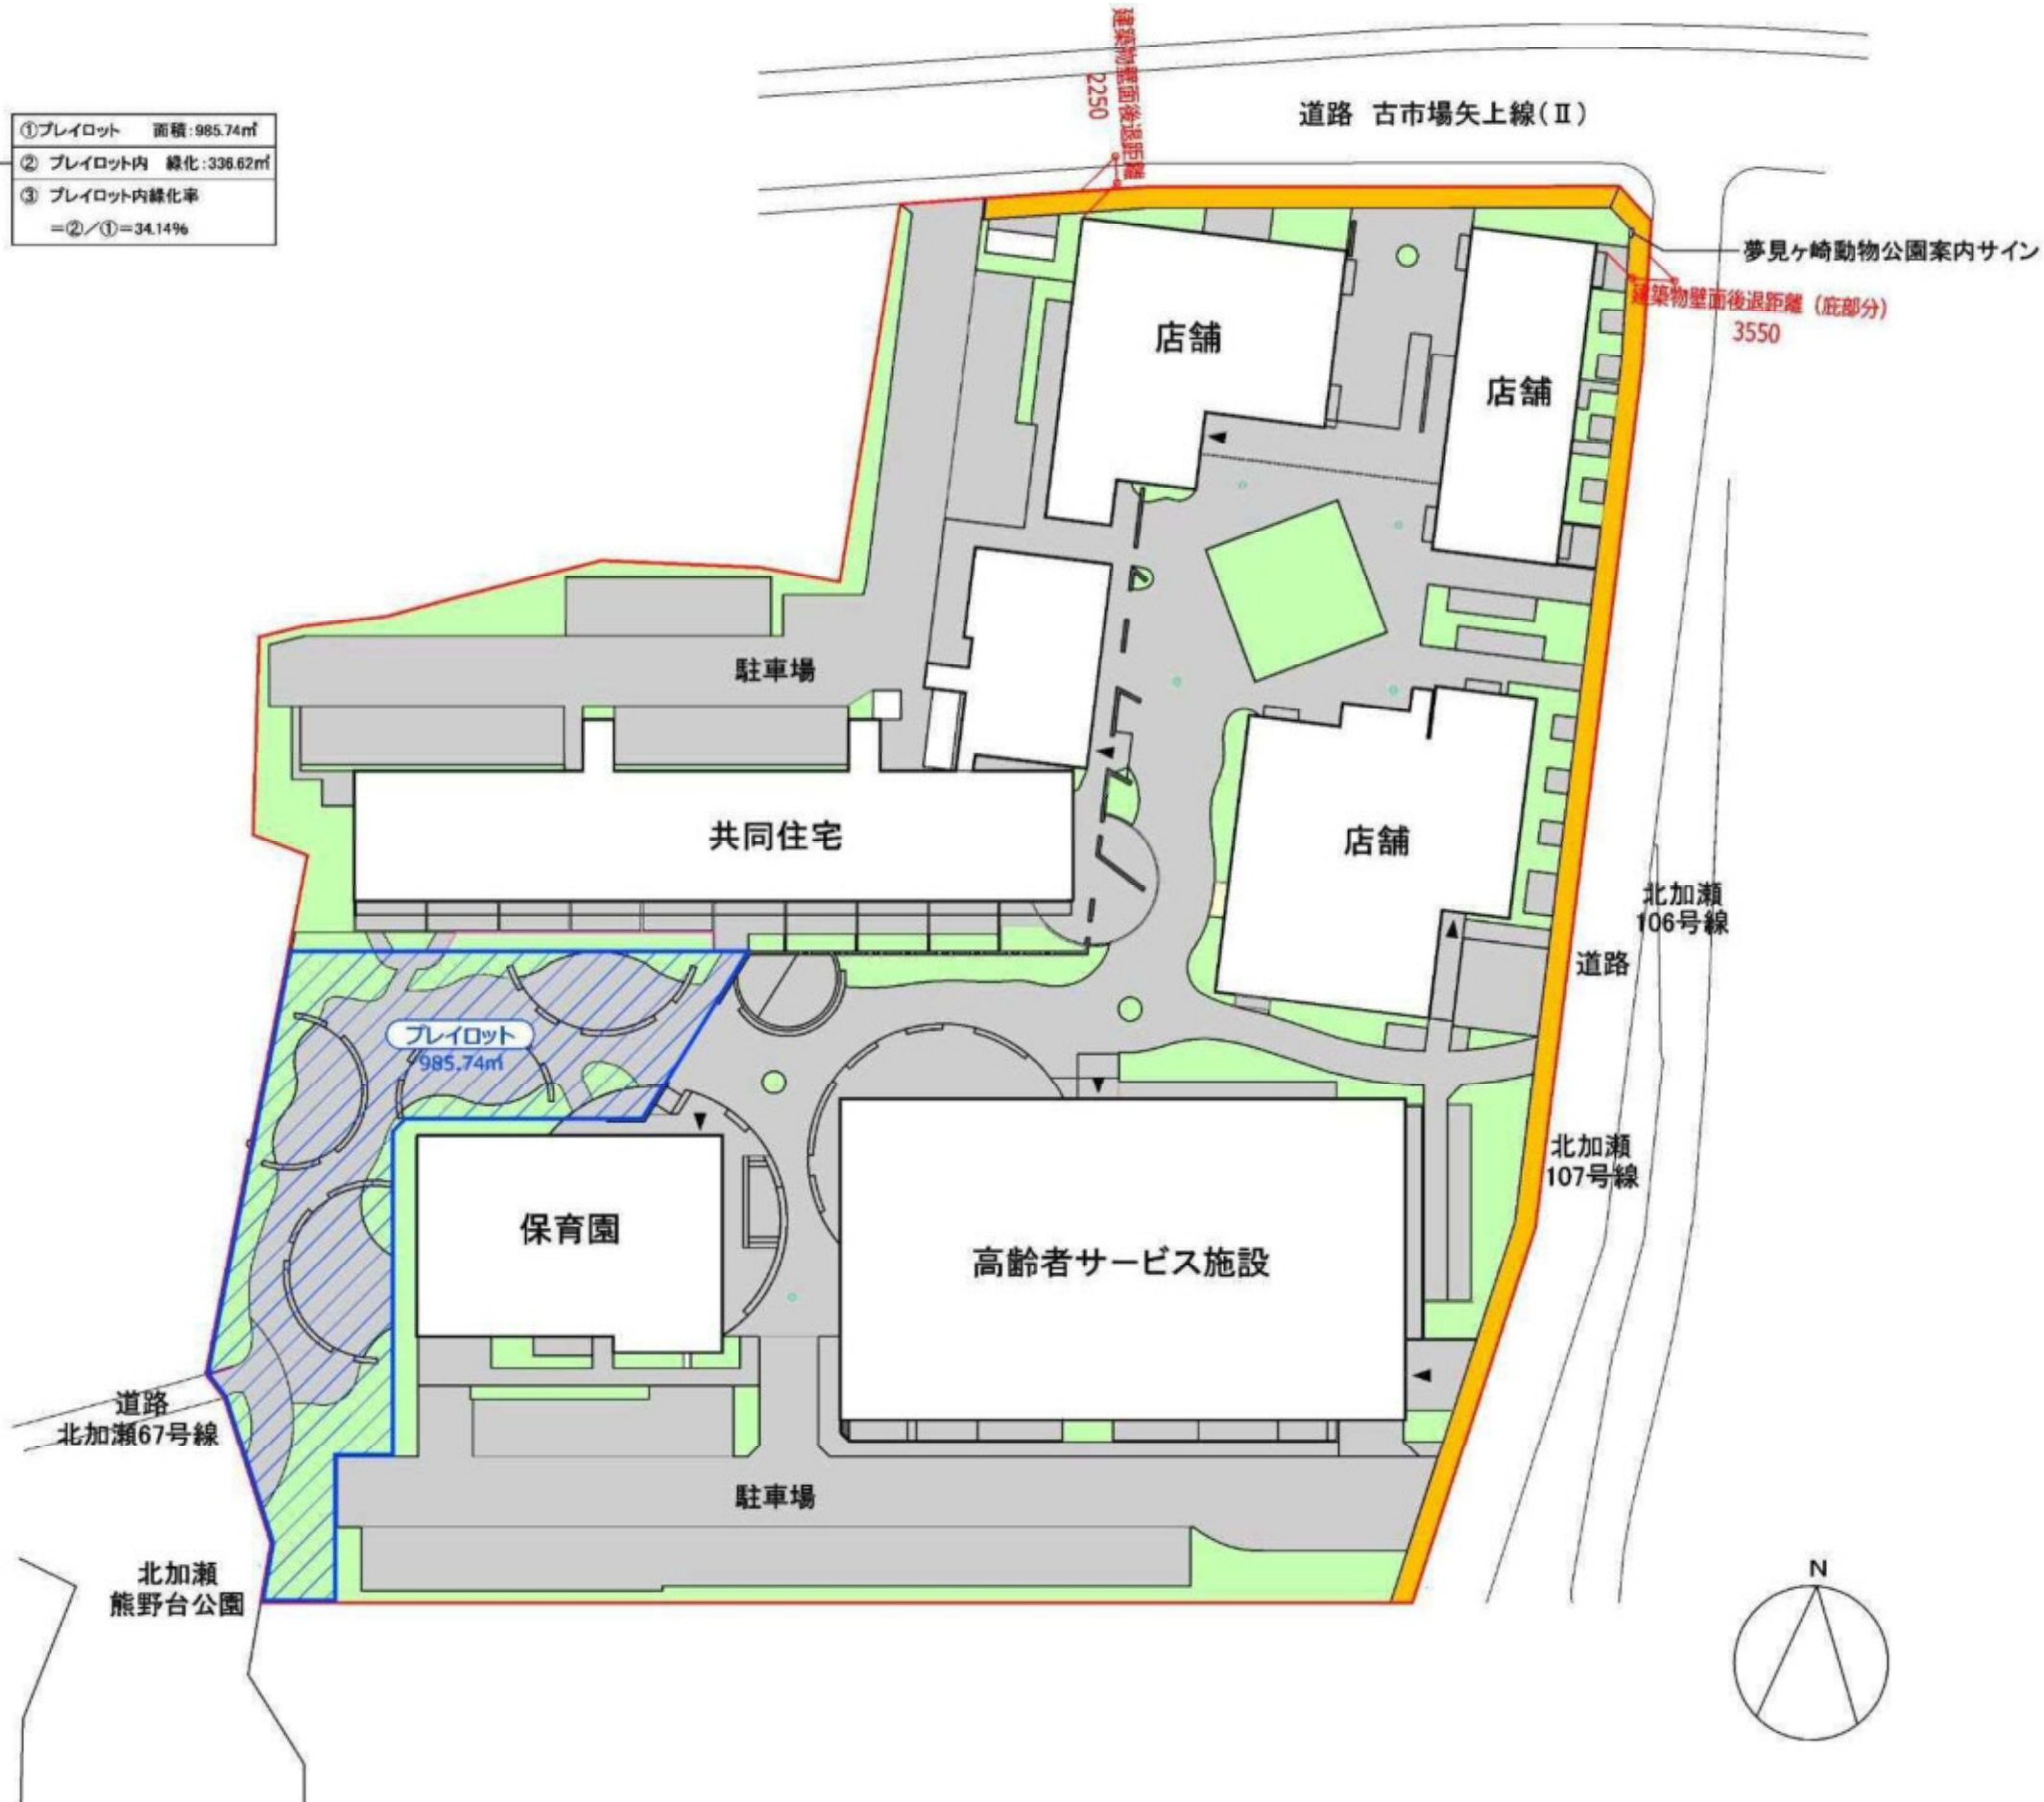 建築物壁面後退距離
2250
道路 古市場矢上線(Ⅱ)
①プレイロット 面積:985.74㎡
② プレイロット内 緑化:336.62㎡
③ プレイロット内緑化率
=②/①=34.14%
夢見ヶ崎動物公園案内サイン
建築物壁面後退距離 (庇部分)
3550
店舗
店舗
駐車場
共同住宅
店舗
北加瀬
106号線
道路
プレイロット
985.74㎡
北加瀬
107号線
保育園
高齢者サービス施設
道路
北加瀬67号線
駐車場
北加瀬
熊野台公園
N